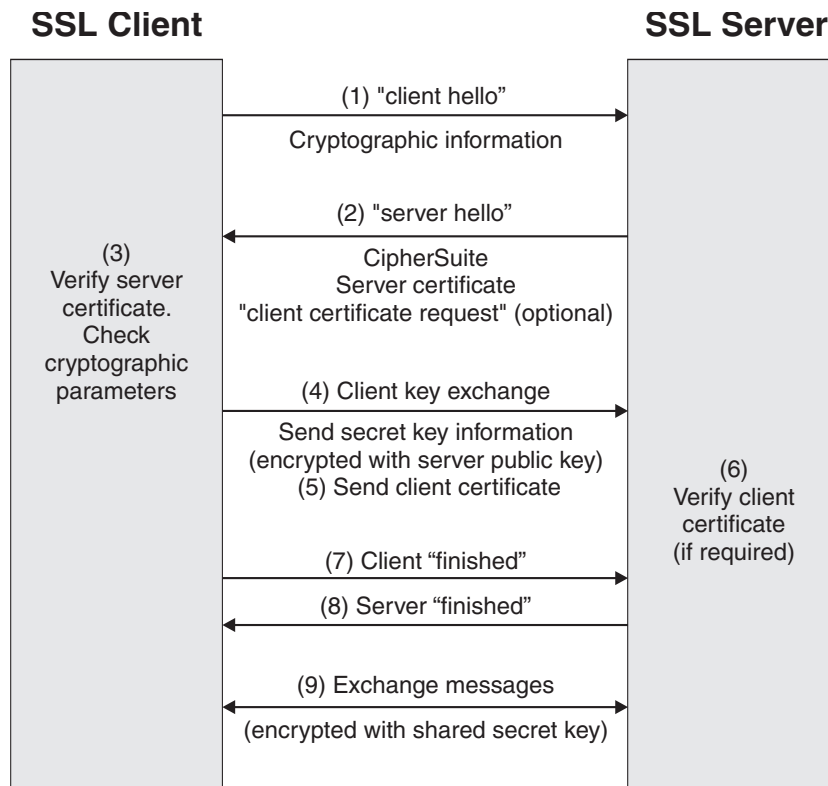 SSL Client
SSL Server
(1) "client hello”
Cryptographic information
(2) "server hello”
CipherSuite
Server certificate
"client certificate request" (optional)
(3)
Verify server
certificate.
Check
cryptographic
parameters
(4) Client key exchange
Send secret key information
(encrypted with server public key)
(5) Send client certificate
(6)
Verify client
certificate
(if required)
(7) Client “finished”
(8) Server “finished”
(9) Exchange messages
(encrypted with shared secret key)